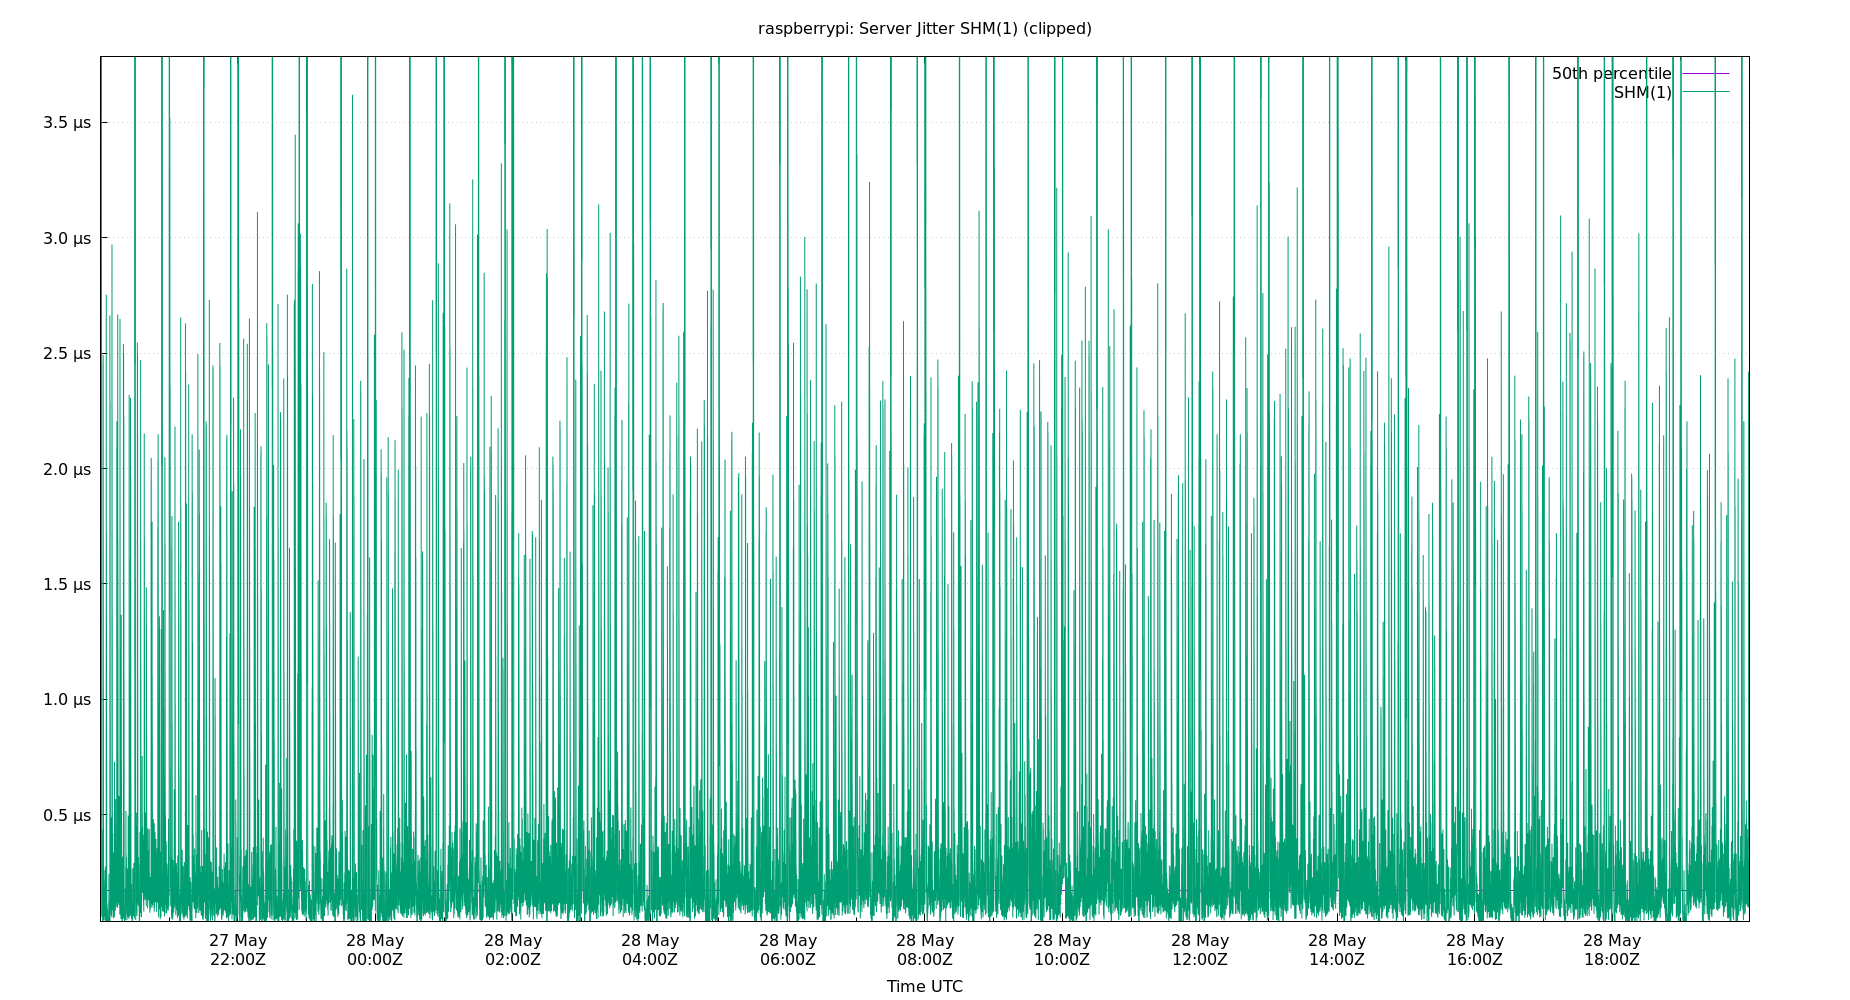 raspberrypi: Server Jitter SHM(1) (clipped)
50th percentile
SHM(1)
3.5 µs
3.0 µs
2.5 µs
2.0 µs
1.5 µs
1.0 µs
0.5 µs
27 May 28 May 28 May 28 May 28 May 28 May 28 May 28 May 28 May 28 May 28 May
22:00Z 00:00Z 02:00Z 04:00Z 06:00Z 08:00Z 10:00Z 12:00Z 14:00Z 16:00Z 18:00Z
Time UTC